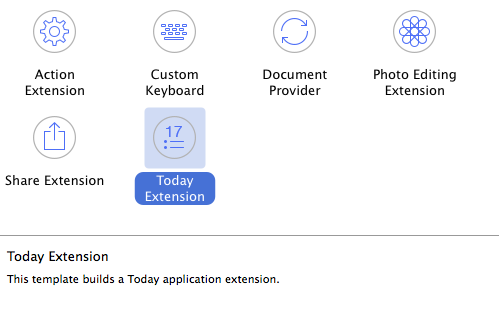 Action Extension
Custom Keyboard
Document Provider
Photo Editing Extension
17
Share Extension
Today Extension
Today Extension
This template builds a Today application extension.